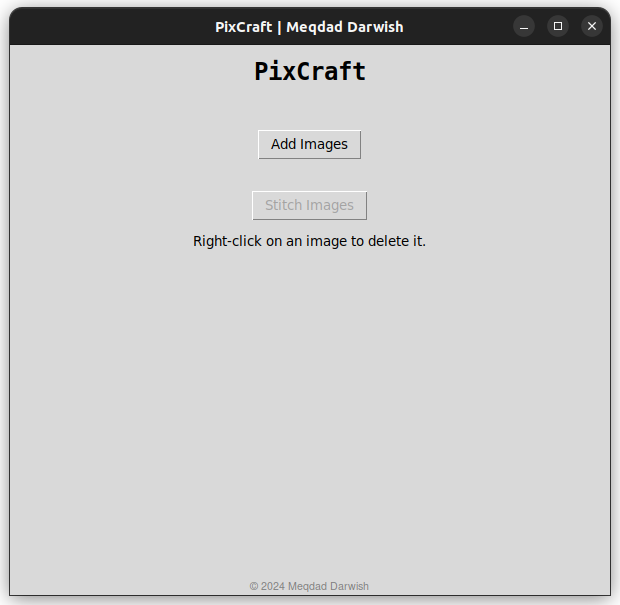 PixCraft | Meqdad Darwish
PixCraft
Add Images
Stitch Images
Right-click on an image to delete it.
© 2024 Meqdad Darwish